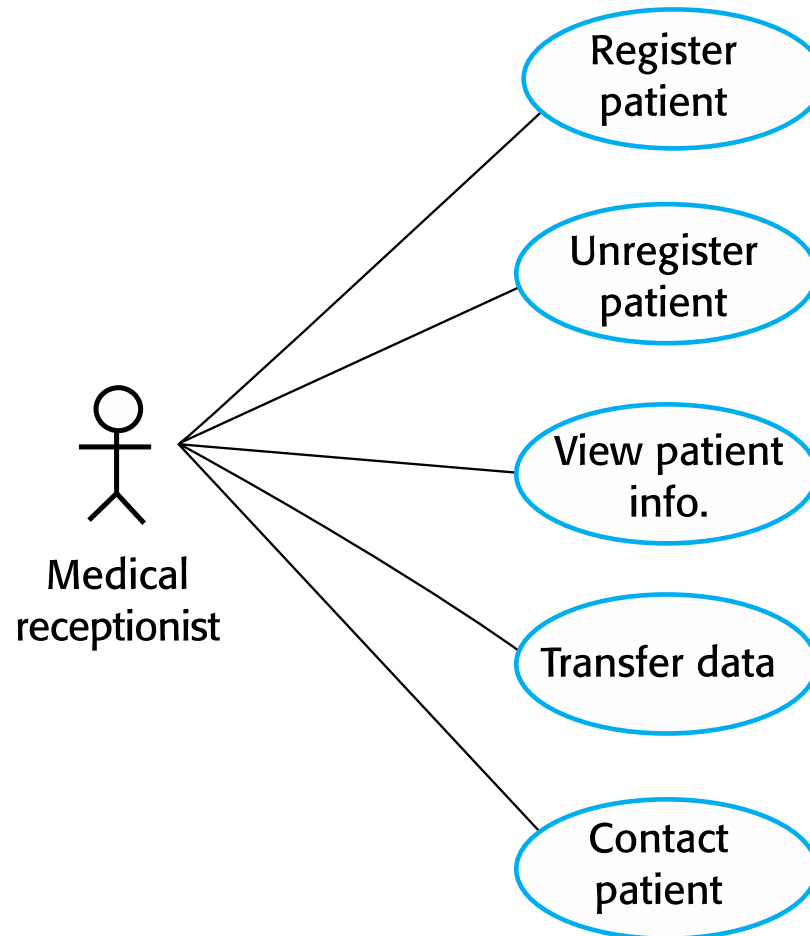 Register
patient
Unregister
patient
View patient
info.
Medical
receptionist
Transfer data
Contact
patient